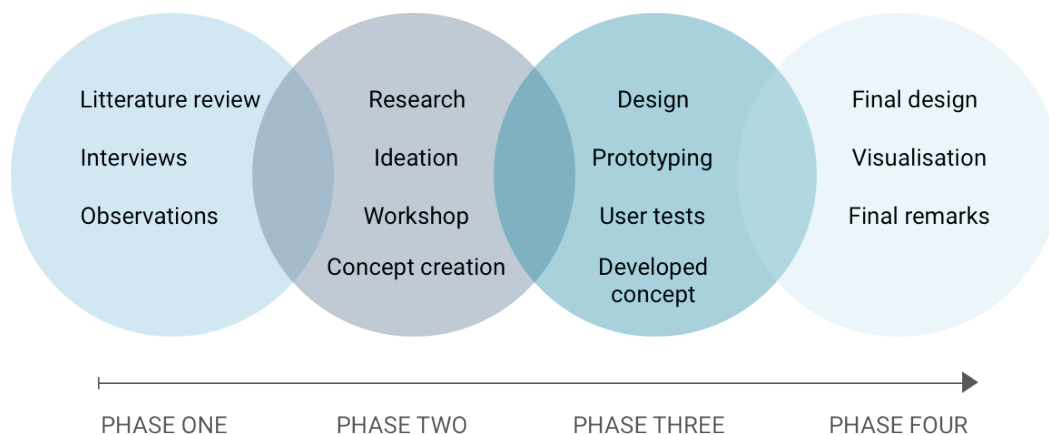 Litterature review
Interviews
Observations
Research
Ideation
Workshop
Concept creation
Design
Prototyping
User tests
Developed
concept
Final design
Visualisation
Final remarks
PHASE ONE
PHASE TWO
PHASE THREE
PHASE FOUR